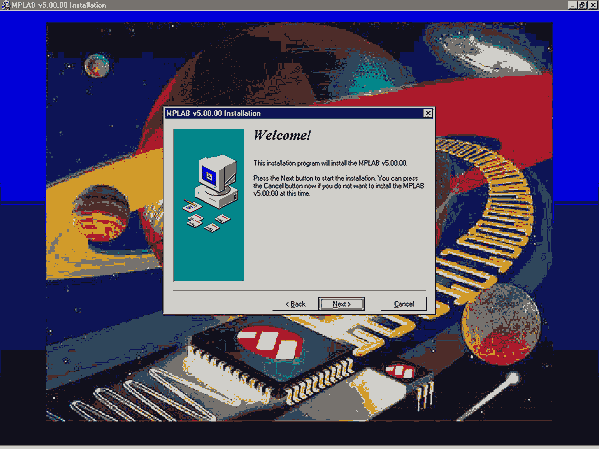 MPLAB v5.00.00 Installation
MPLAB v5.00.00 Installation
Welcome!
This installation program will install the MPLAB v5.00.00.
Press the Next button to start the installation. You can press
the Cancel button now if you do not want to install the MPLAB
v5.00.00 at this time.
< Back
Next >
Cancel